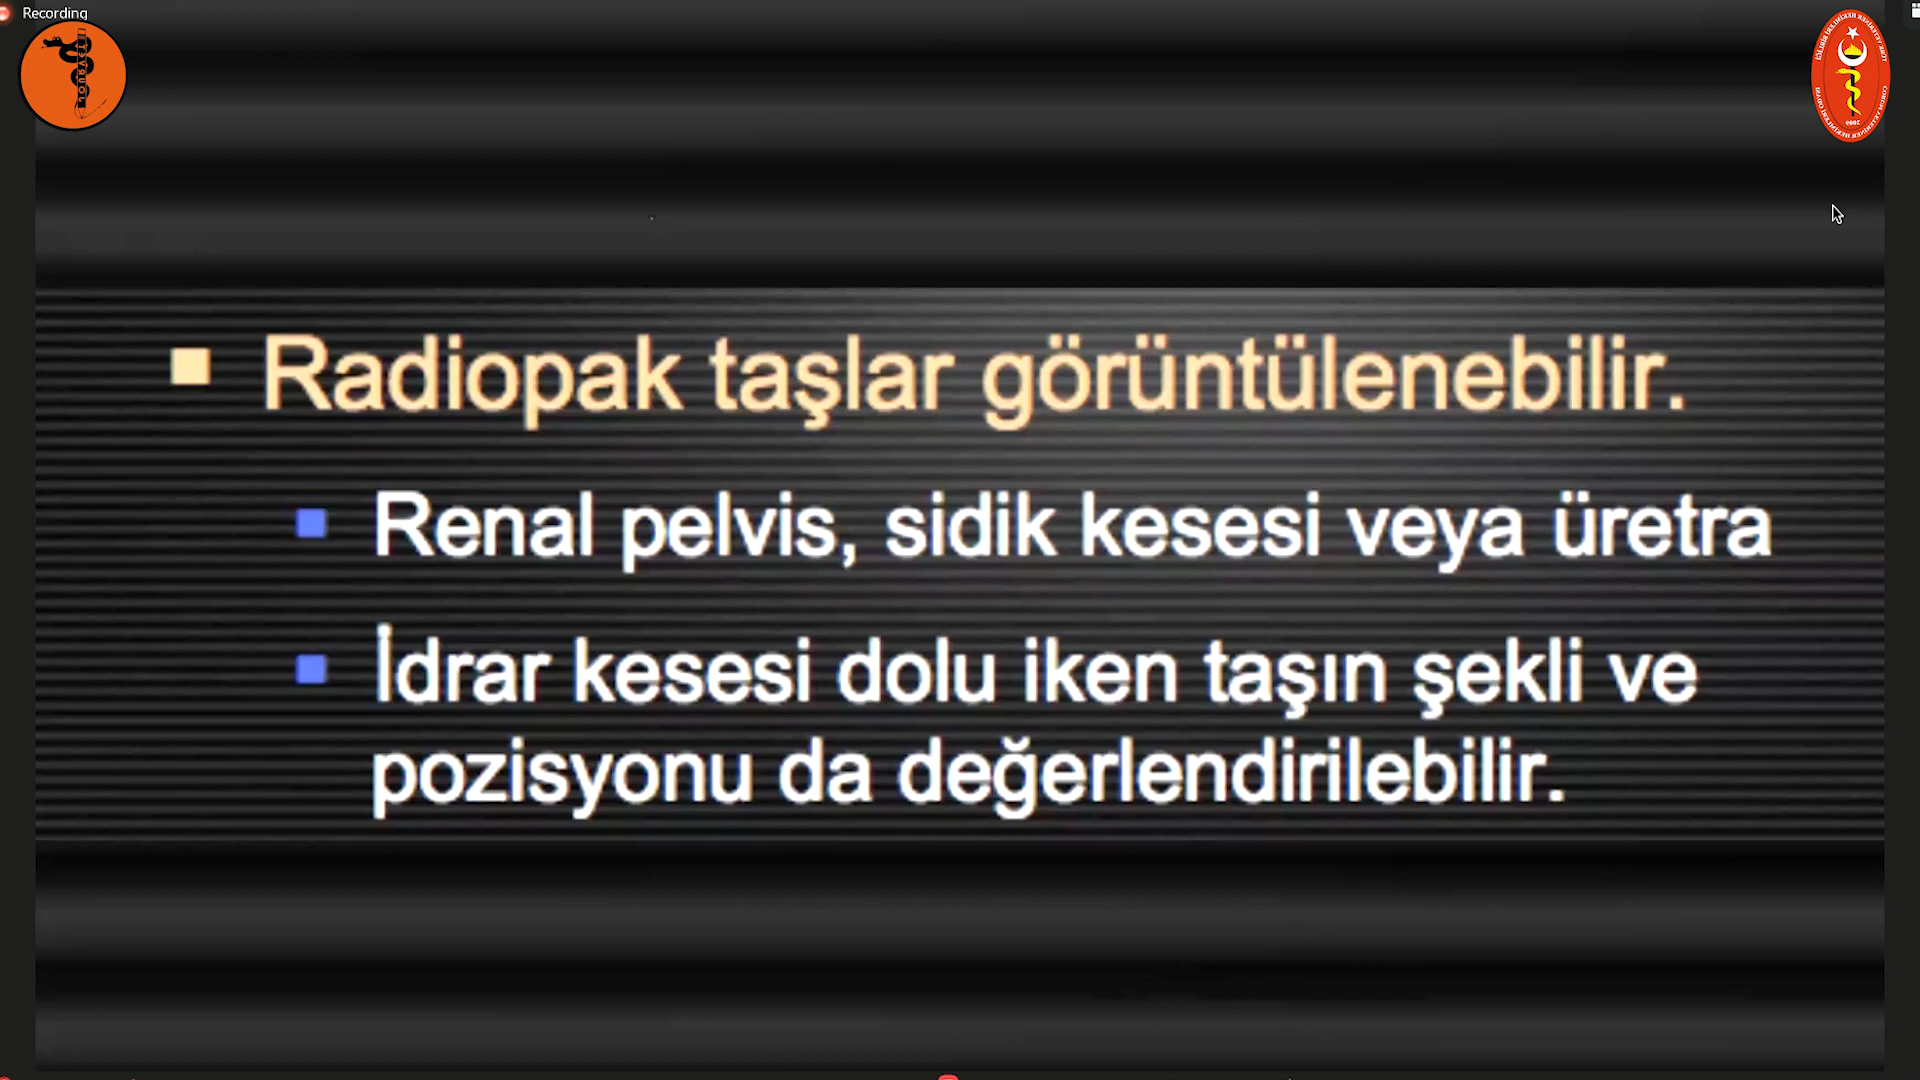 Recording
Radiopak taşlar görüntülenebilir.
Renal pelvis, sidik kesesi veya üretra
İdrar kesesi dolu iken taşın şekli ve
pozisyonu da değerlendirilebilir.